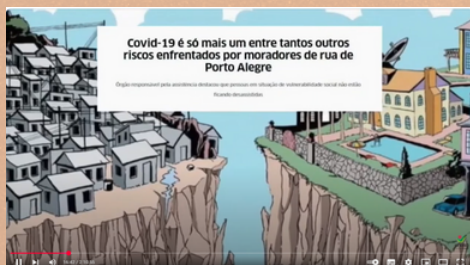 Covid-19 é só mais um entre tantos outros
riscos enfrentados por moradores de rua de
Porto Alegre
Órgão responsável pela assistência destacou que pessoas em situação de vulnerabilidade social não estão
ficando desassistidas